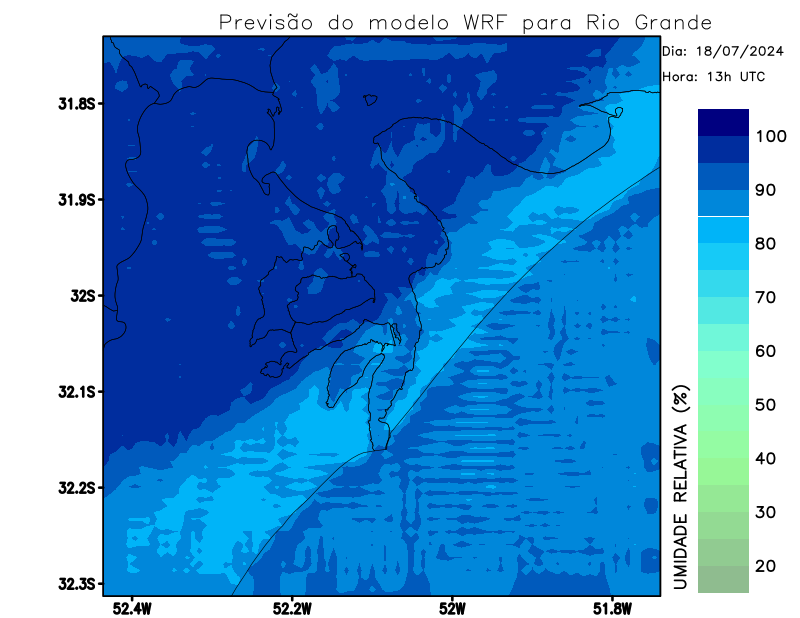 Previsão do modelo WRF para Rio Grande
Dia: 18/07/2024
Hora: 13h UTC
31.8S
31.9S
32S
32.1S
32.2S
32.3S
52.4W
52.2W
52W
51.8W
100
90
80
70
60
50
40
30
20
UMIDADE RELATIVA (%)